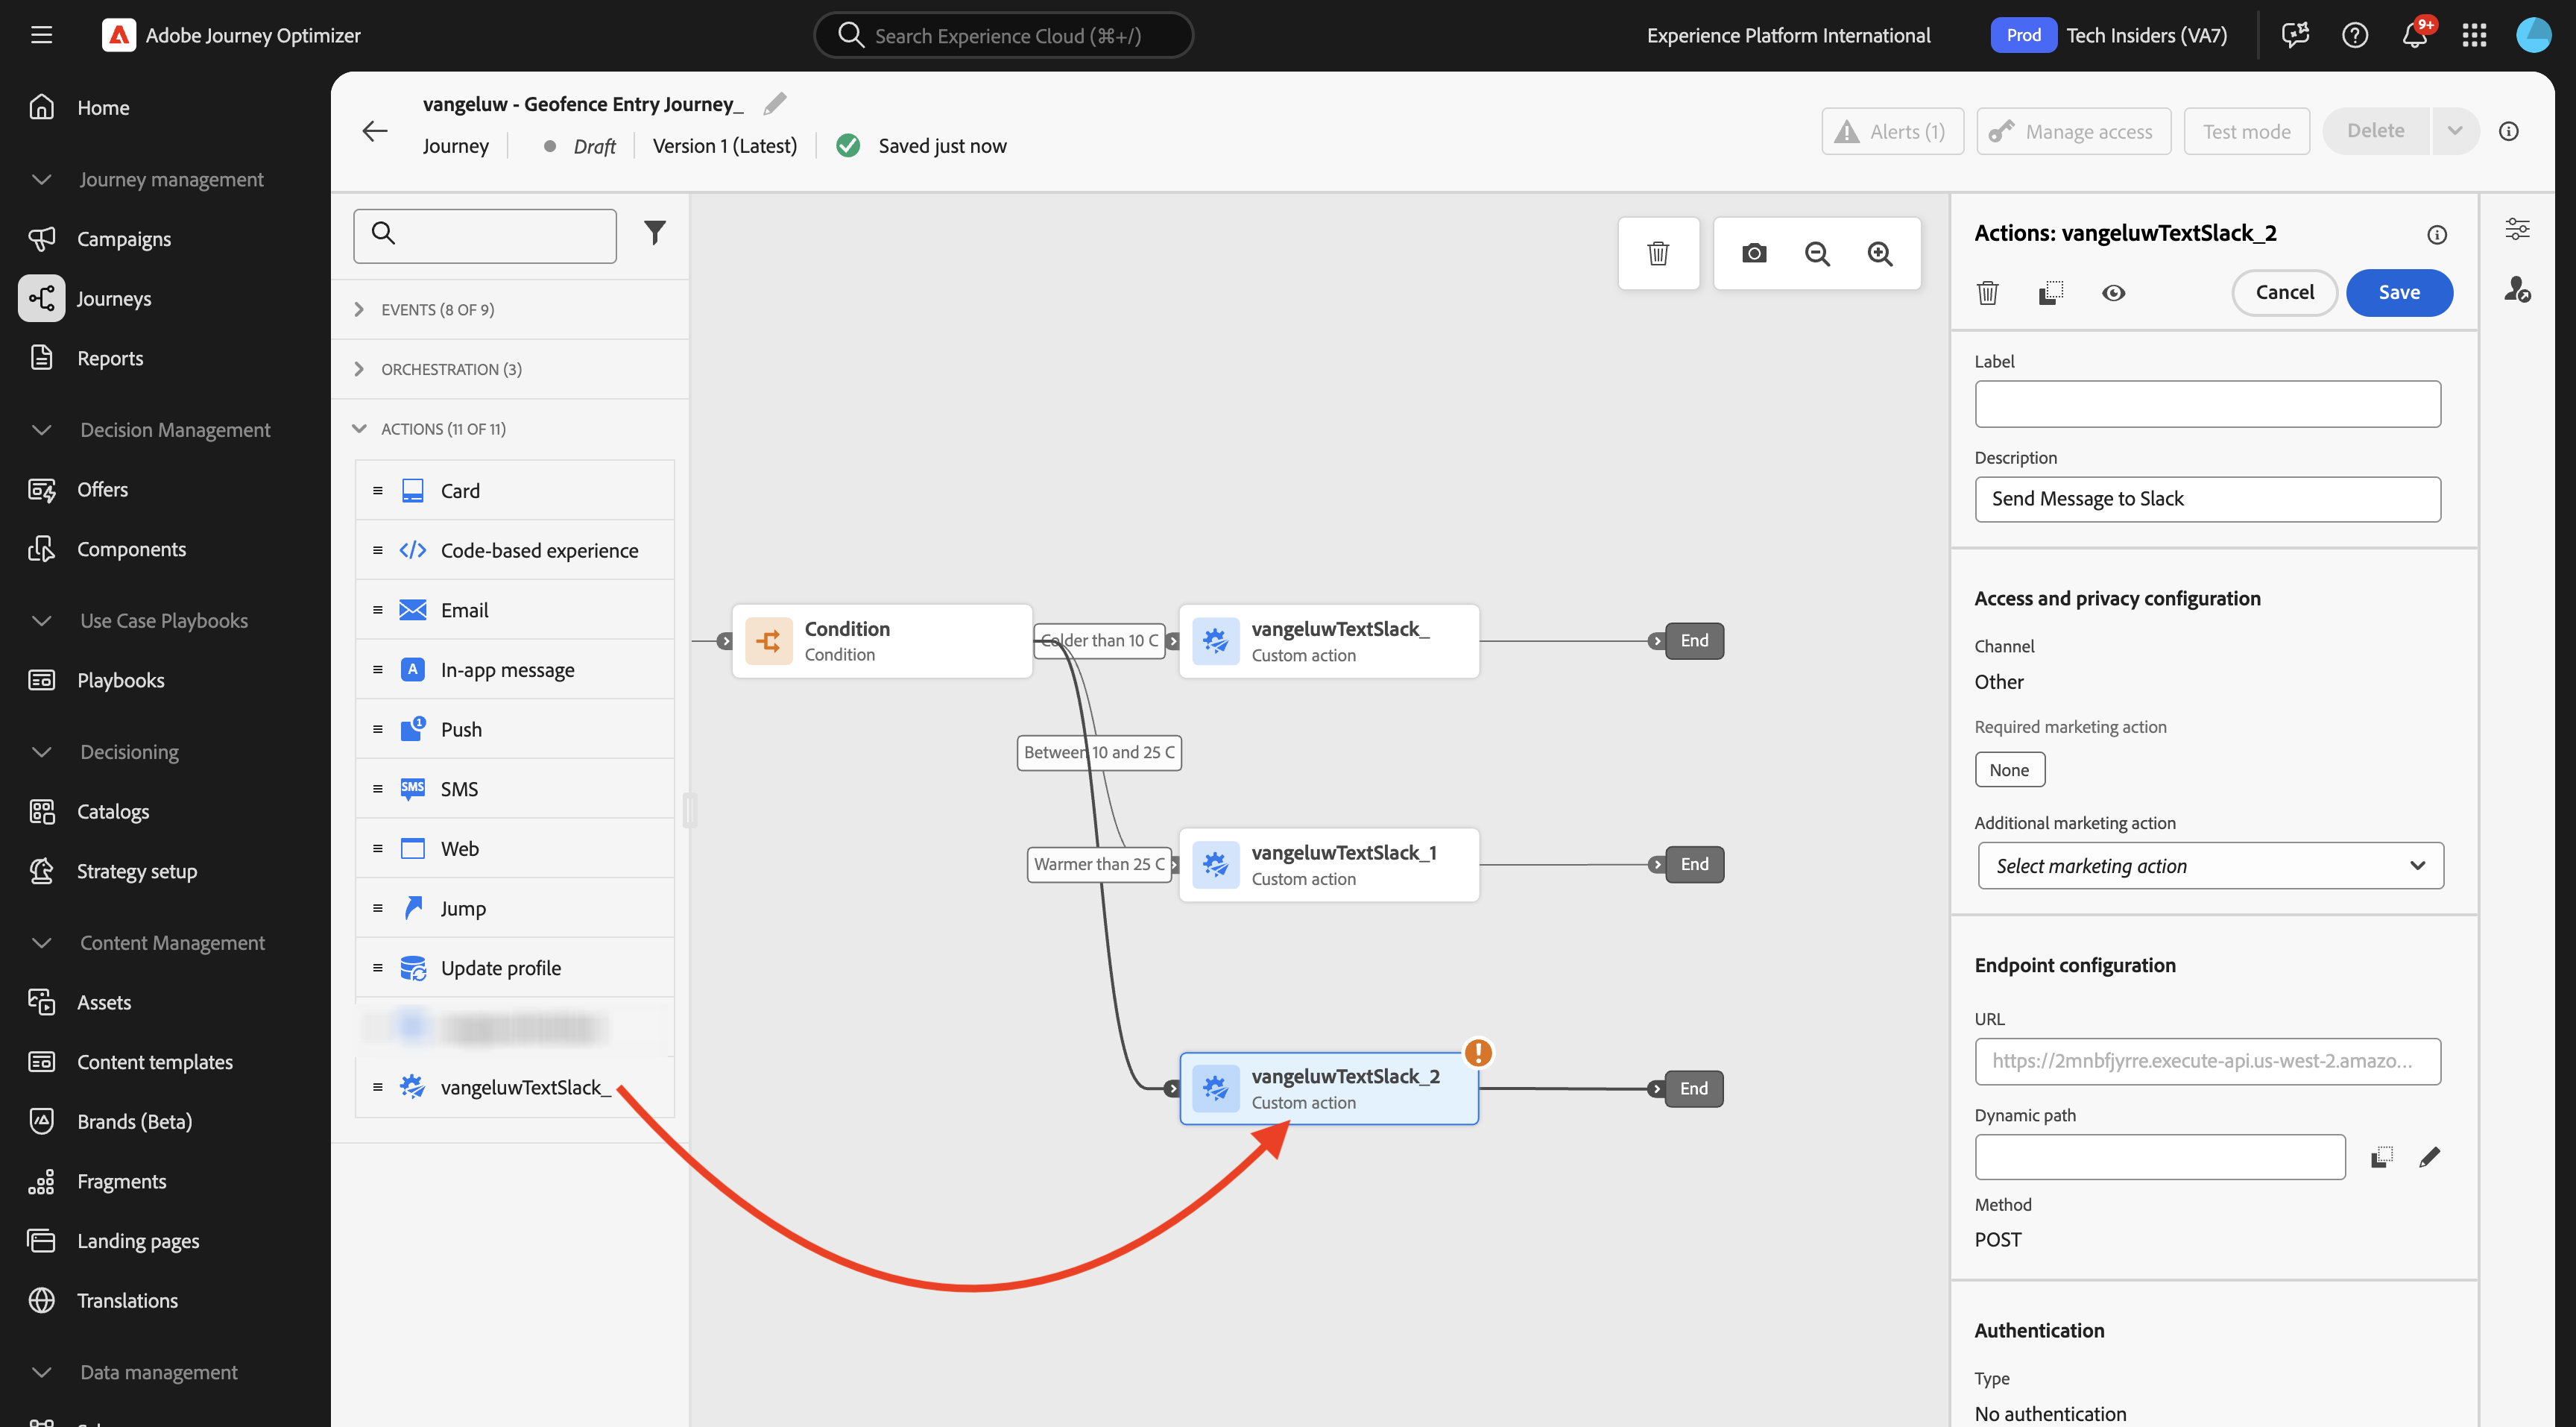 Adobe Journey Optimizer
Search Experience Cloud (⌘+/)
Experience Platform International
Prod
Tech Insiders (VA7)
9+
Home
Journey management
Campaigns
Journeys
Reports
Decision Management
Offers
Components
Use Case Playbooks
Playbooks
Decisioning
Catalogs
Strategy setup
Content Management
Assets
Content templates
Brands (Beta)
Fragments
Landing pages
Translations
Data management
vangeluw - Geofence Entry Journey_
Journey
Draft
Version 1 (Latest)
Saved just now
Alerts (1)
Manage access
Test mode
Delete
EVENTS (8 OF 9)
ORCHESTRATION (3)
ACTIONS (11 OF 11)
Card
Code-based experience
Email
In-app message
Push
SMS
SMS
Web
Jump
Update profile
vangeluwTextSlack_
Condition
Condition
Colder than 10 C
vangeluwTextSlack_
Custom action
End
Between 10 and 25 C
Warmer than 25 C
vangeluwTextSlack_1
Custom action
End
vangeluwTextSlack_2
Custom action
End
Actions: vangeluwTextSlack_2
Cancel
Save
Label
Description
Send Message to Slack
Access and privacy configuration
Channel
Other
Required marketing action
None
Additional marketing action
Select marketing action
Endpoint configuration
URL
https://2mnbfjyrre.execute-api.us-west-2.amazo...
Dynamic path
Method
POST
Authentication
Type
No authentication